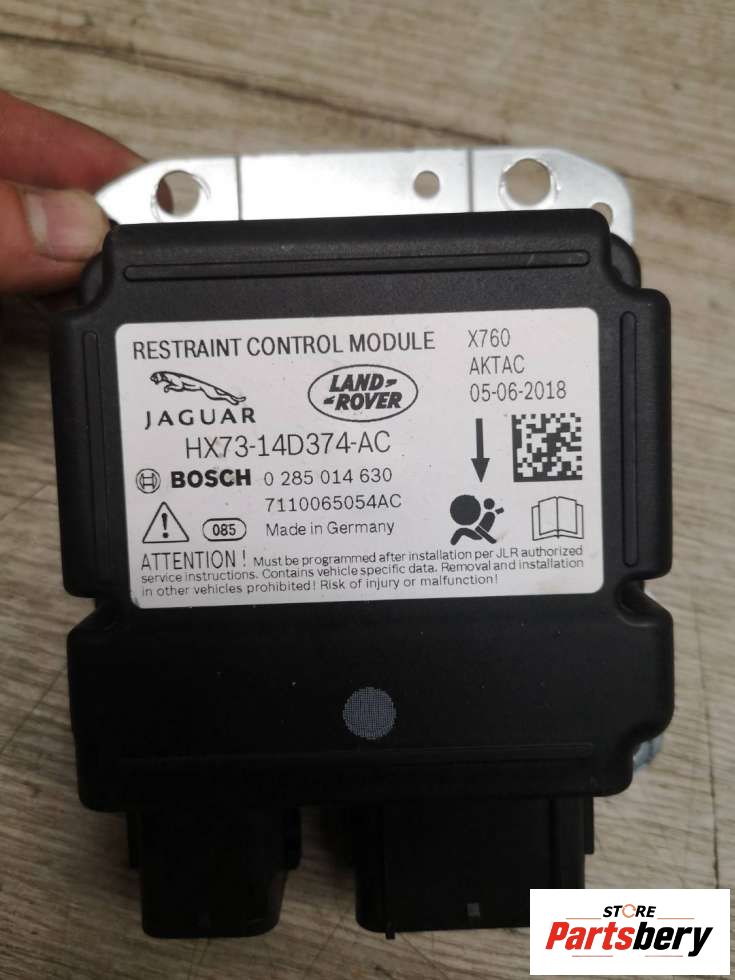 RESTRAINT CONTROL MODULE
X760
AKTAC
05-06-2018
JAGUAR
LAND-
-ROVER
HX73-14D374-AC
BOSCH 0 285 014 630
7110065054AC
085 Made in Germany
ATTENTION ! Must be programmed after installation per JLR authorized
service instructions. Contains vehicle specific data. Removal and installation
in other vehicles prohibited! Risk of injury or malfunction!
STORE
Partsbery